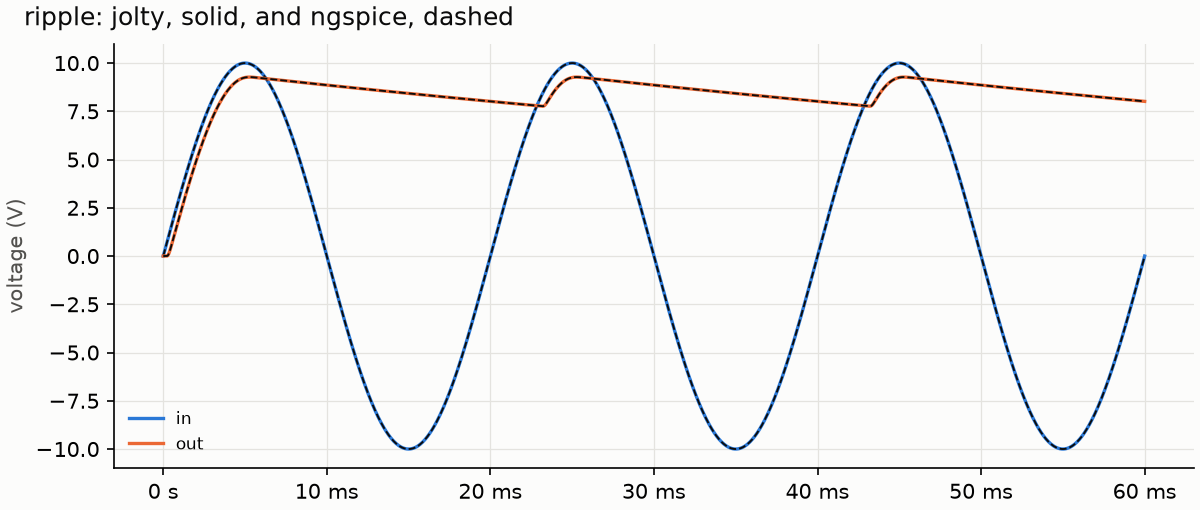 ripple: jolty, solid, and ngspice, dashed
voltage (V)
10.0
7.5
5.0
2.5
0.0
−2.5
−5.0
−7.5
−10.0
in
out
0 s
10 ms
20 ms
30 ms
40 ms
50 ms
60 ms